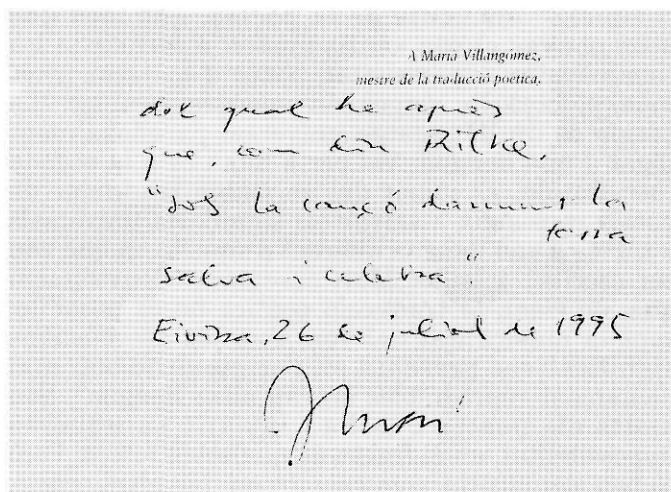 A Marià Villangómez,
mestre de la traducció poètica,
del qual he après
que, com diu Rilke,
"sols la cançó damunt la
terra
salva i celebra".
Eivissa, 26 de juliol de 1995